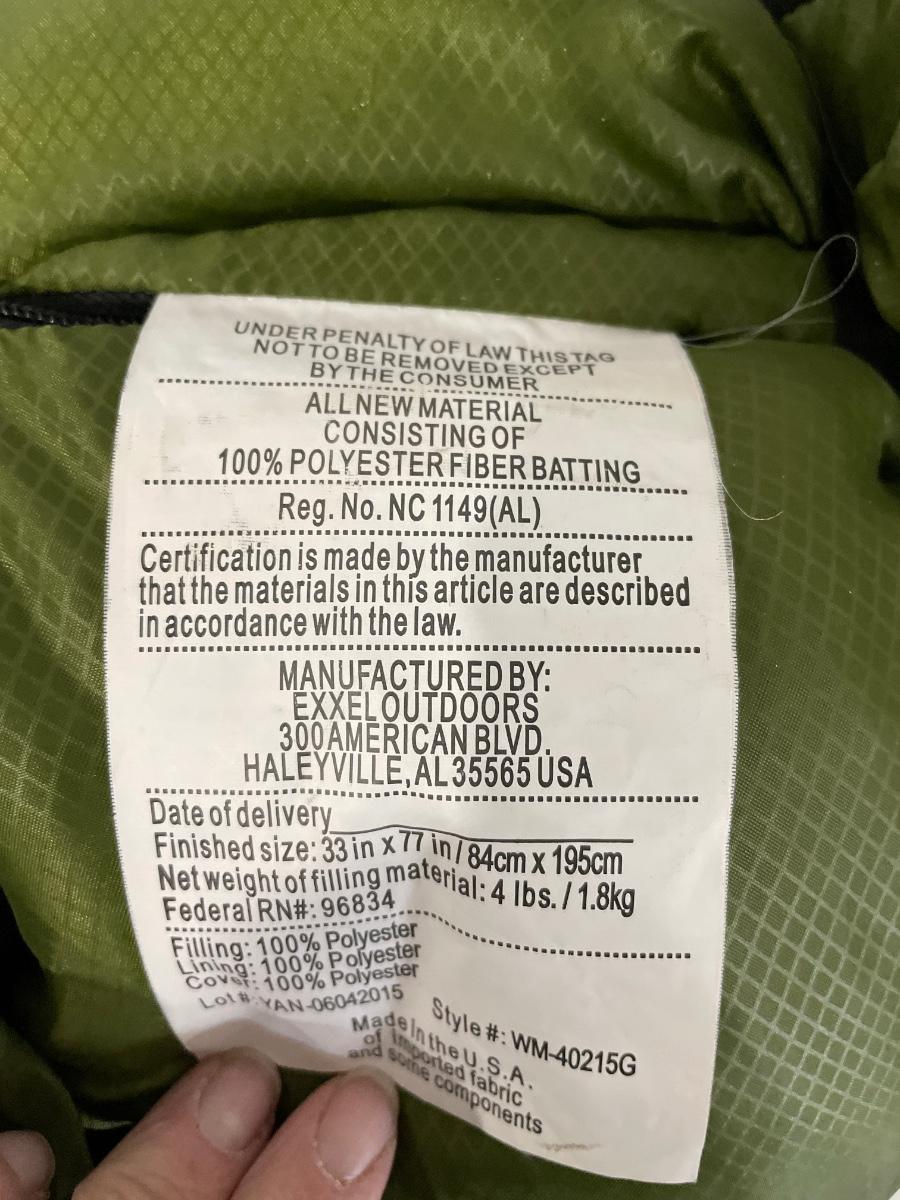 UNDER PENALTY OF LAW THIS TAG
NOT TO BE REMOVED EXCEPT
BY THE CONSUMER
ALL NEW MATERIAL
CONSISTING OF
100% POLYESTER FIBER BATTING
Reg. No. NC 1149(AL)
Certification is made by the manufacturer
that the materials in this article are described
in accordance with the law.
MANUFACTURED BY:
EXXEL OUTDOORS
300 AMERICAN BLVD.
HALEYVILLE, AL 35565 USA
Date of delivery
Finished size: 33 in x 77 in / 84cm x 195cm
Net weight of filling material: 4 lbs. / 1.8kg
Federal RN#: 96834
Filling: 100% Polyester
Lining: 100% Polyester
Cover: 100% Polyester
Lot #: YAN-06042015
Style #: WM-40215G
Made In the U.S.A.
of imported fabric
and some components